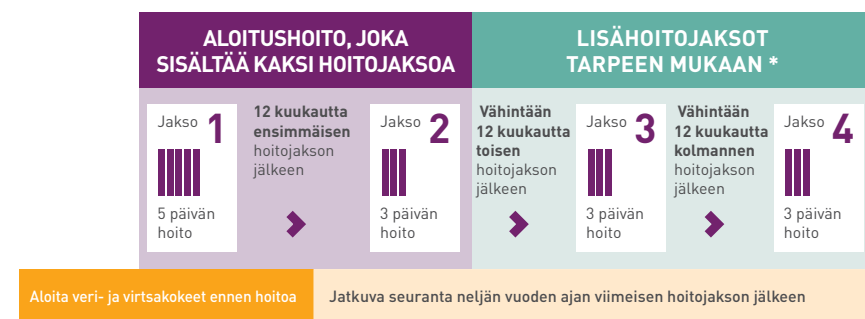 ALOITUSHOITO, JOKA
SISÄLTÄÄ KAKSI HOITOJAKSOA
LISÄHOITOJAKSOT
TARPEEN MUKAAN *
Jakso 1
5 päivän
hoito
12 kuukautta
ensimmäisen
hoitojakson
jälkeen
Jakso 2
3 päivän
hoito
Vähintään
12 kuukautta
toisen
hoitojakson
jälkeen
Jakso 3
3 päivän
hoito
Vähintään
12 kuukautta
kolmannen
hoitojakson
jälkeen
Jakso 4
3 päivän
hoito
Aloita veri- ja virtsakokeet ennen hoitoa
Jatkuva seuranta neljän vuoden ajan viimeisen hoitojakson jälkeen